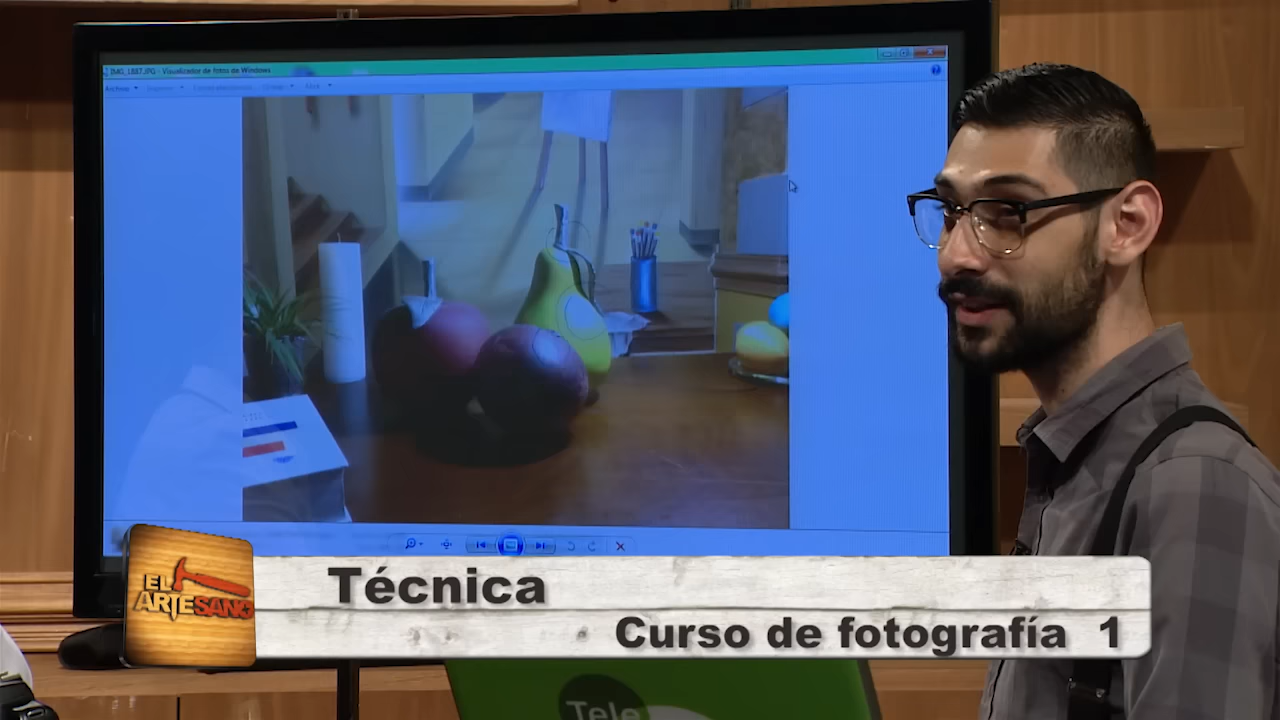 IMG_1887.JPG - Visualizador de fotos de Windows
Archivo
EL
ARTESANO
Técnica
Curso de fotografía 1
Tele